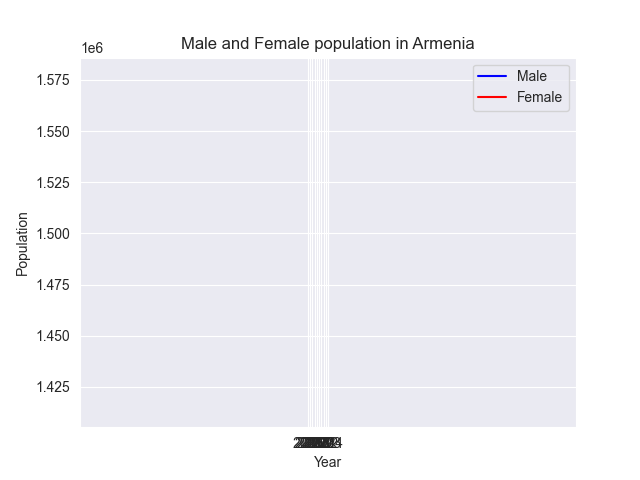 Male and Female population in Armenia
1e6
Male
Female
1.575
1.550
1.525
1.500
1.475
1.450
1.425
Population
Year